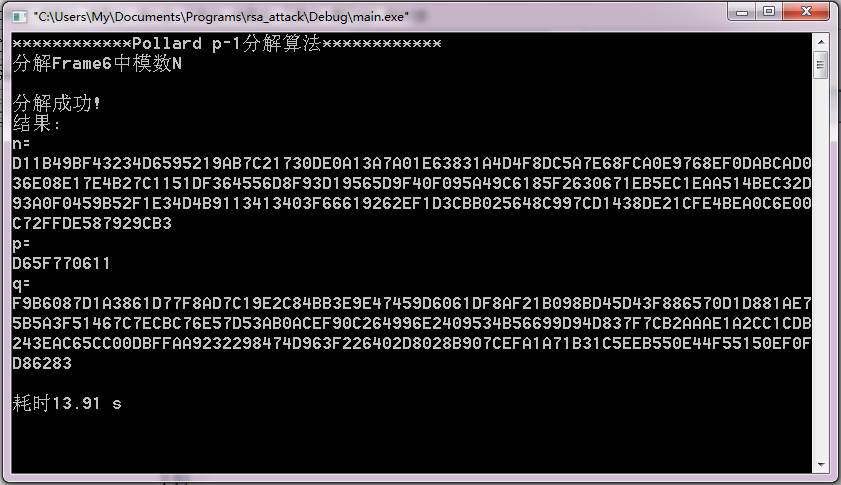 "C:\Users\My\Documents\Programs\rsa_attack\Debug\main.exe"
************Pollard p-1分解算法************
分解Frame6中模数N
分解成功!
结果:
n=
D11B49BF43234D6595219AB7C21730DE0A13A7A01E63831A4D4F8DC5A7E68FCA0E9768EF0DABCAD0
36E08E17E4B27C1151DF364556D8F93D19565D9F40F095A49C6185F2630671EB5EC1EAA514BEC32D
93A0F0459B52F1E34D4B9113413403F66619262EF1D3CBB025648C997CD1438DE21CFE4BEA0C6E00
C72FFDE587929CB3
p=
D65F770611
q=
F9B6087D1A3861D77F8AD7C19E2C84BB3E9E47459D6061DF8AF21B098BD45D43F886570D1D881AE7
5B5A3F51467C7ECBC76E57D53AB0ACEF90C264996E2409534B56699D94D837F7CB2AAAE1A2CC1CDB
243EAC65CC00DBFFAA9232298474D963F226402D8028B907CEFA1A71B31C5EEB550E44F55150EF0F
D86283
耗时13.91 s